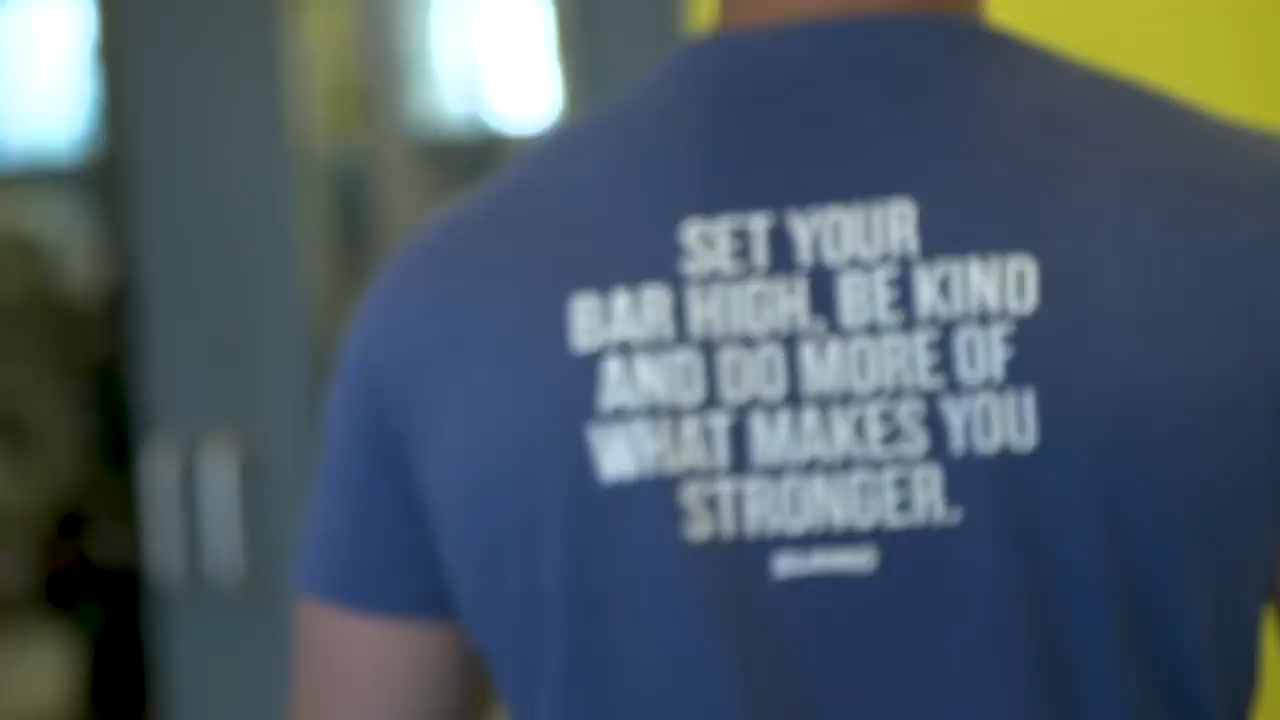 SET YOUR
BAR HIGH, BE KIND
AND DO MORE OF
WHAT MAKES YOU
STRONGER.